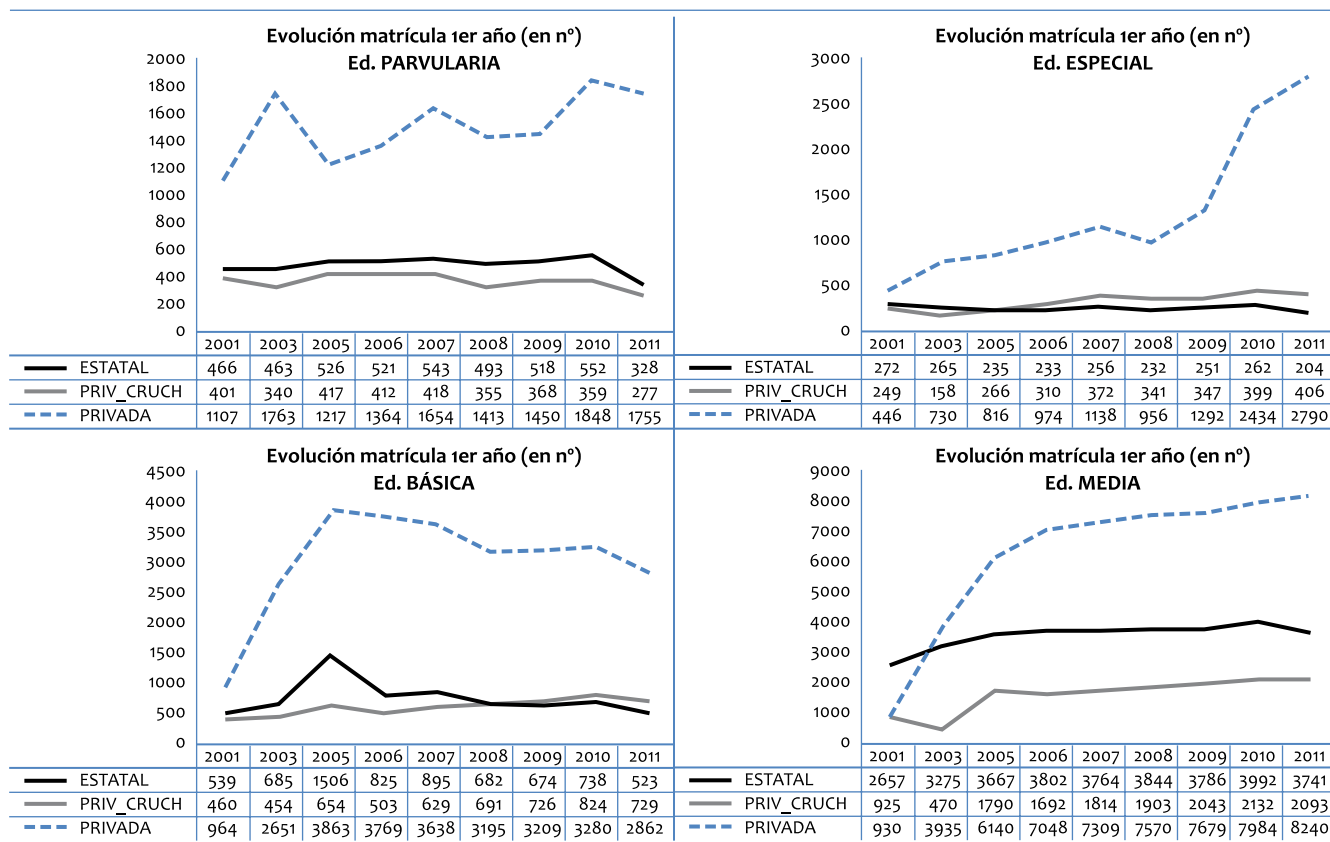 Evolución matrícula 1er año (en nº)
Ed. PARVULARIA
2000
1800
1600
1400
1200
1000
800
600
400
200
0
2001 2003 2005 2006 2007 2008 2009 2010 2011
ESTATAL 466 463 526 521 543 493 518 552 328
PRIV_CRUCH 401 340 417 412 418 355 368 359 277
PRIVADA 1107 1763 1217 1364 1654 1413 1450 1848 1755
Evolución matrícula 1er año (en nº)
Ed. ESPECIAL
3000
2500
2000
1500
1000
500
0
2001 2003 2005 2006 2007 2008 2009 2010 2011
ESTATAL 272 265 235 233 256 232 251 262 204
PRIV_CRUCH 249 158 266 310 372 341 347 399 406
PRIVADA 446 730 816 974 1138 956 1292 2434 2790
Evolución matrícula 1er año (en nº)
Ed. BÁSICA
4500
4000
3500
3000
2500
2000
1500
1000
500
0
2001 2003 2005 2006 2007 2008 2009 2010 2011
ESTATAL 539 685 1506 825 895 682 674 738 523
PRIV_CRUCH 460 454 654 503 629 691 726 824 729
PRIVADA 964 2651 3863 3769 3638 3195 3209 3280 2862
Evolución matrícula 1er año (en nº)
Ed. MEDIA
9000
8000
7000
6000
5000
4000
3000
2000
1000
0
2001 2003 2005 2006 2007 2008 2009 2010 2011
ESTATAL 2657 3275 3667 3802 3764 3844 3786 3992 3741
PRIV_CRUCH 925 470 1790 1692 1814 1903 2043 2132 2093
PRIVADA 930 3935 6140 7048 7309 7570 7679 7984 8240